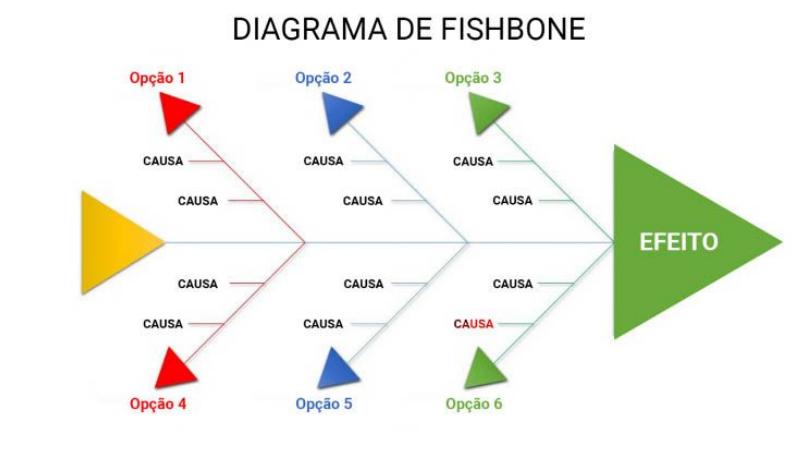 DIAGRAMA DE FISHBONE
Opção 1
Opção 2
Opção 3
CAUSA
CAUSA
CAUSA
CAUSA
CAUSA
CAUSA
EFEITO
CAUSA
CAUSA
CAUSA
CAUSA
CAUSA
CAUSA
Opção 4
Opção 5
Opção 6